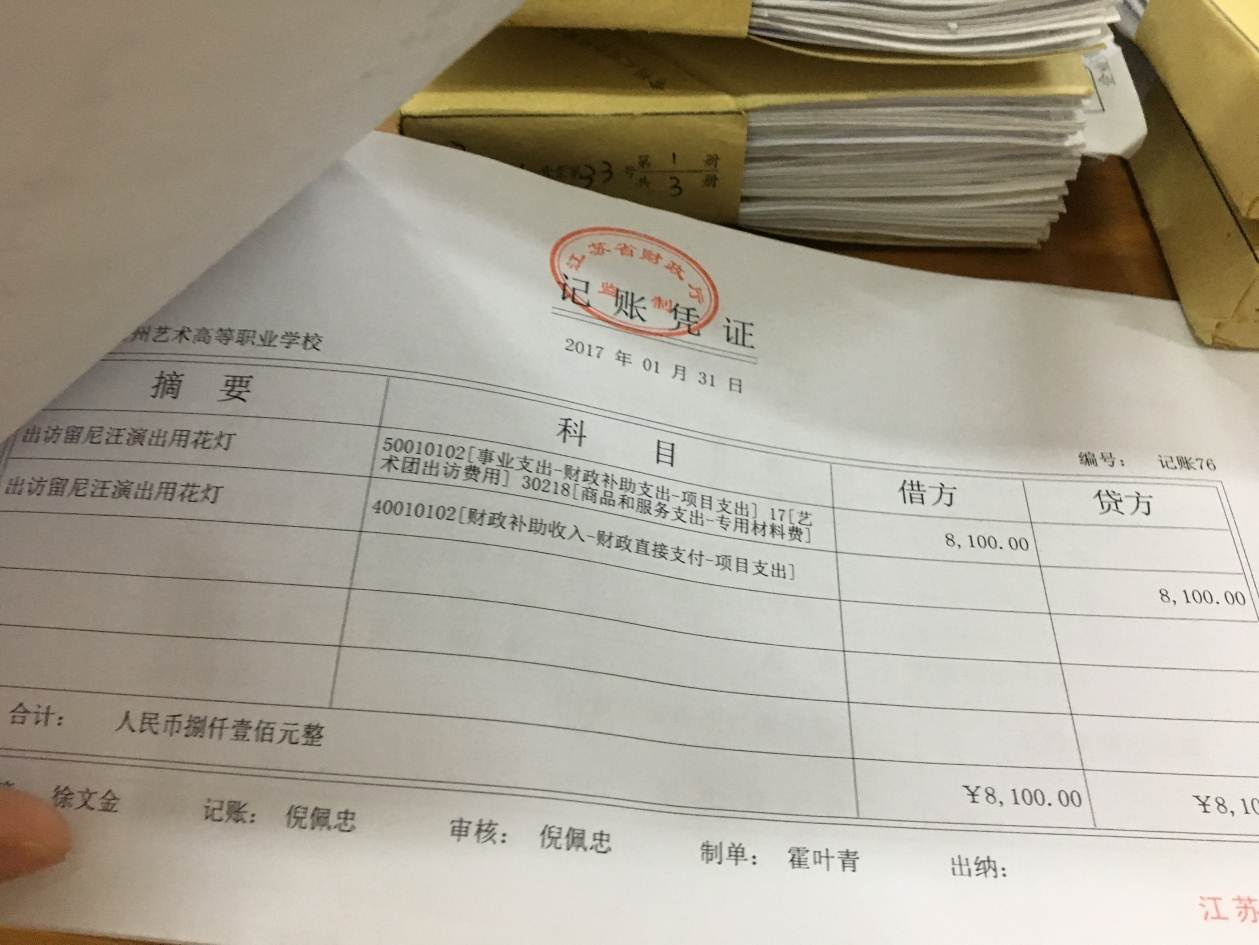 33 号 第 1 册
共 3 册
江苏省财政厅
监制
记账凭证
2017 年 01 月 31 日
州艺术高等职业学校
编号： 记账76
摘 要 科 目 借方 贷方
出访留尼汪演出用花灯 50010102[事业支出-财政补助支出-项目支出] 17[艺
术团出访费用] 30218[商品和服务支出-专用材料费] 8,100.00
出访留尼汪演出用花灯 40010102[财政补助收入-财政直接支付-项目支出] 8,100.00
合计： 人民币捌仟壹佰元整 ¥8,100.00 ¥8,10
徐文金 记账： 倪佩忠 审核： 倪佩忠 制单： 霍叶青 出纳：
江苏